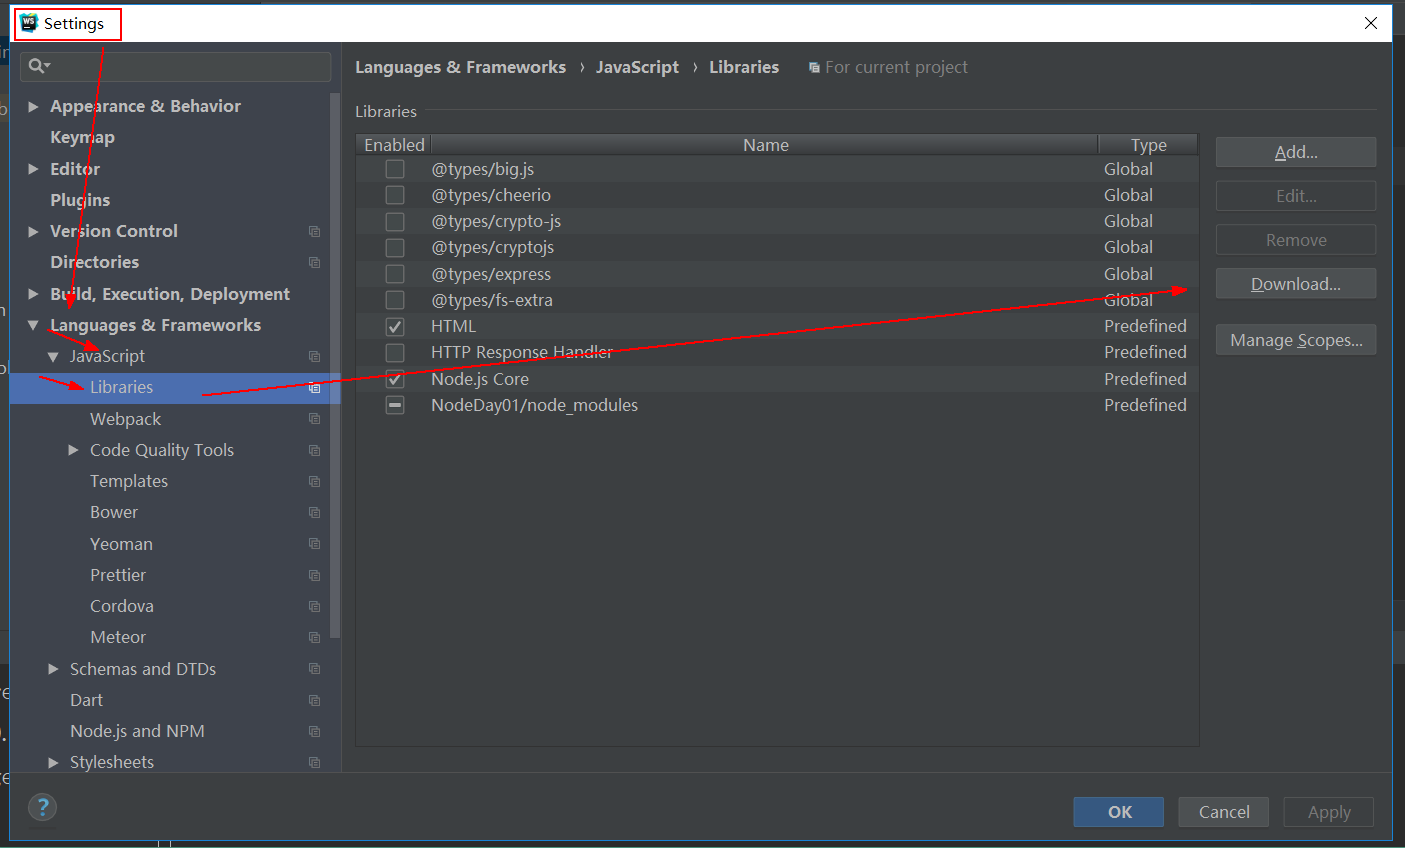 WS Settings
Languages & Frameworks › JavaScript › Libraries For current project
Appearance & Behavior
Keymap
Editor
Plugins
Version Control
Directories
Build, Execution, Deployment
Languages & Frameworks
JavaScript
Libraries
Webpack
Code Quality Tools
Templates
Bower
Yeoman
Prettier
Cordova
Meteor
Schemas and DTDs
Dart
Node.js and NPM
Stylesheets
Libraries
Enabled Name Type
@types/big.js Global
@types/cheerio Global
@types/crypto-js Global
@types/cryptojs Global
@types/express Global
@types/fs-extra Global
HTML Predefined
HTTP Response Handler Predefined
Node.js Core Predefined
NodeDay01/node_modules Predefined
Add...
Edit...
Remove
Download...
Manage Scopes...
?
OK Cancel Apply